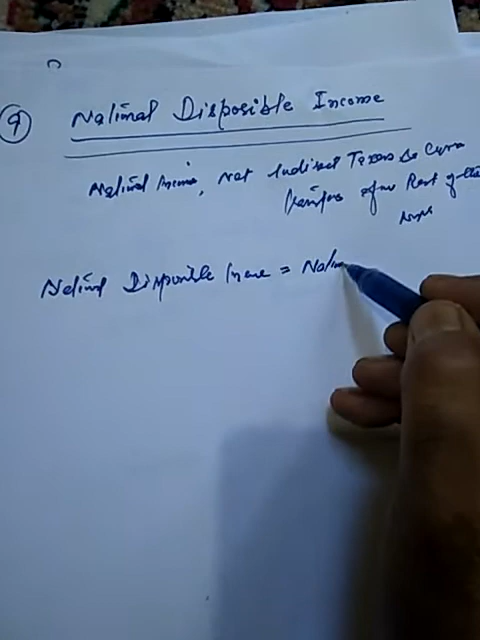 9 National Disposible Income
National Income, Net Indirect Taxes & Current
Transfers from Rest of the
World
National Disposible Income = Nation